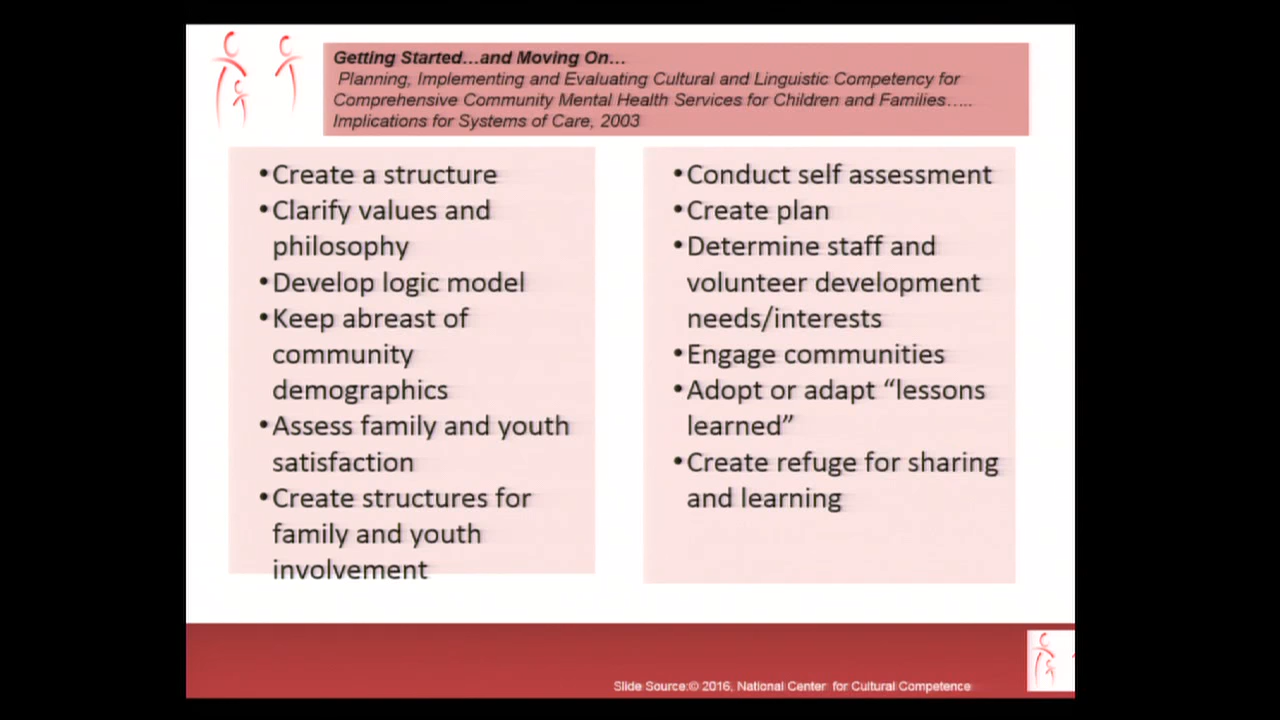 Getting Started…and Moving On…
Planning, Implementing and Evaluating Cultural and Linguistic Competency for
Comprehensive Community Mental Health Services for Children and Families…..
Implications for Systems of Care, 2003
•Create a structure
•Clarify values and
philosophy
•Develop logic model
•Keep abreast of
community
demographics
•Assess family and youth
satisfaction
•Create structures for
family and youth
involvement
•Conduct self assessment
•Create plan
•Determine staff and
volunteer development
needs/interests
•Engage communities
•Adopt or adapt “lessons
learned”
•Create refuge for sharing
and learning
Slide Source:© 2016, National Center for Cultural Competence